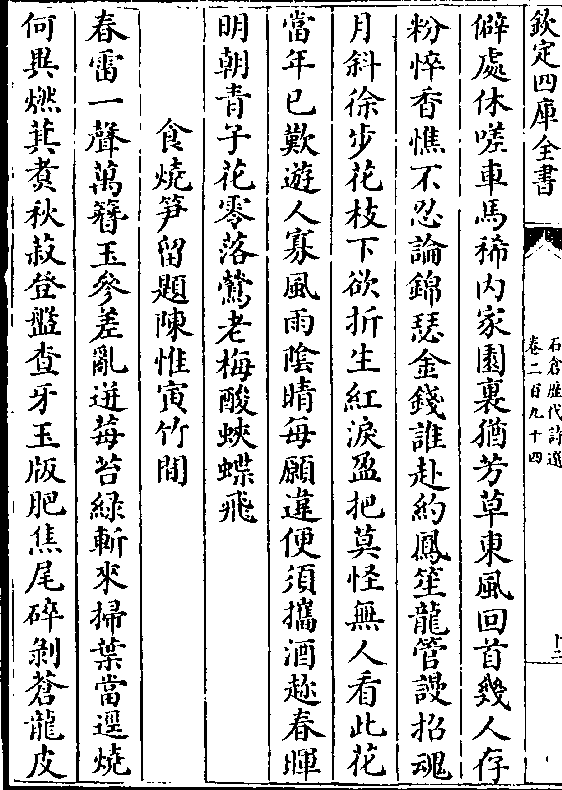 欽定四庫全書
石倉歷代詩選
卷二百九十四
僻處休嗟車馬稀内家園裏猶芳草東風回首幾人存
粉悴香憔不忍論錦瑟金錢誰赴約鳳笙龍管謾招魂
月斜徐步花枝下欲折生紅淚盈把莫怪無人看此花
當年已歎遊人寡風雨陰晴每願違便須攜酒趂春暉
明朝青子花零落鶯老梅酸蛺蝶飛
食燒笋留題陳惟寅竹間
春雷一聲萬簪玉參差亂迸莓苔緑斬來掃葉當逕燒
何異燃萁煑秋菽登盤查牙玉版肥焦尾碎剝蒼龍皮